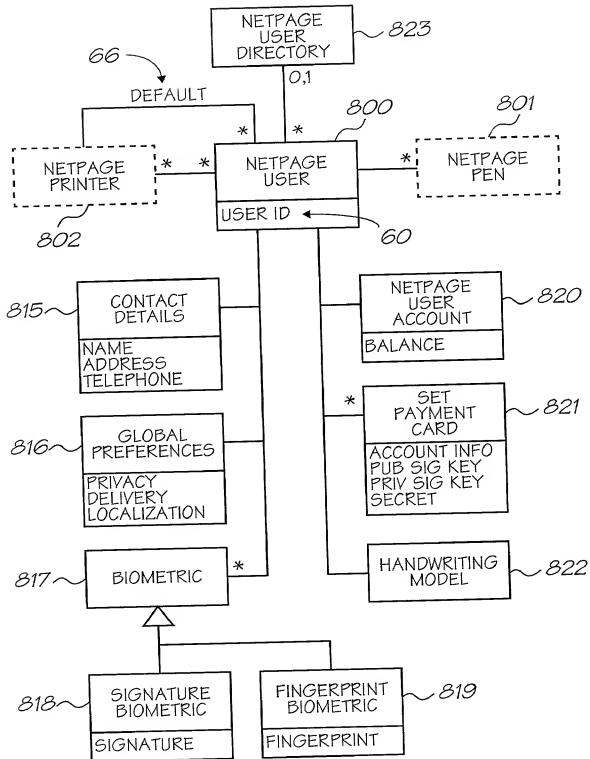 NETPAGE
USER
DIRECTORY
823
66
0,1
DEFAULT
800
801
*
*
NETPAGE
PRINTER
*
*
NETPAGE
USER
*
NETPAGE
PEN
802
USER ID
60
815
CONTACT
DETAILS
NAME
ADDRESS
TELEPHONE
NETPAGE
USER
ACCOUNT
820
BALANCE
816
GLOBAL
PREFERENCES
PRIVACY
DELIVERY
LOCALIZATION
*
SET
PAYMENT
CARD
821
ACCOUNT INFO
PUB SIG KEY
PRIV SIG KEY
SECRET
817
BIOMETRIC
*
HANDWRITING
MODEL
822
818
SIGNATURE
BIOMETRIC
SIGNATURE
FINGERPRINT
BIOMETRIC
819
FINGERPRINT